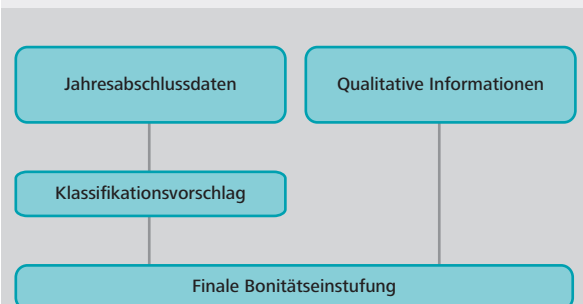 Jahresabschlussdaten
Qualitative Informationen
Klassifikationsvorschlag
Finale Bonitätseinstufung